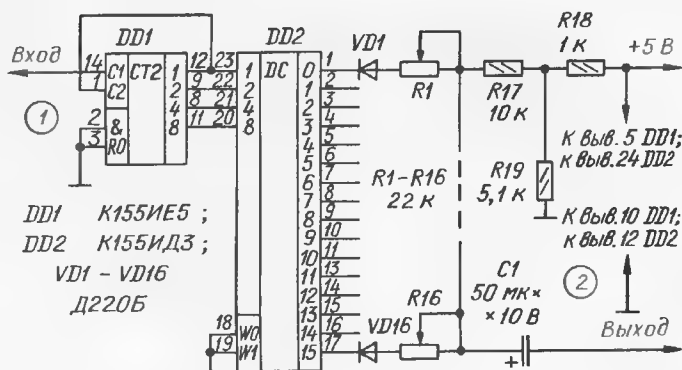 DD1
DD2
VD1
R18
1 к
+5 В
Вход
14
1
C1
C2
CT2
2
3
&
R0
1
2
4
8
12
9
8
11
23
22
21
20
1
2
4
8
DC
18
19
W0
W1
0
1
2
3
4
5
6
7
8
9
10
11
12
13
14
15
1
2
3
4
5
6
7
8
9
10
11
13
14
15
16
17
R1
R17
10 к
R1-R16
22 к
R19
5,1 к
К выв. 5 DD1;
к выв. 24 DD2
К выв. 10 DD1;
к выв. 12 DD2
1
2
DD1 К155ИЕ5;
DD2 К155ИД3;
VD1 - VD16
Д220Б
VD16
R16
C1
50 мк×
×10 В
+
Выход